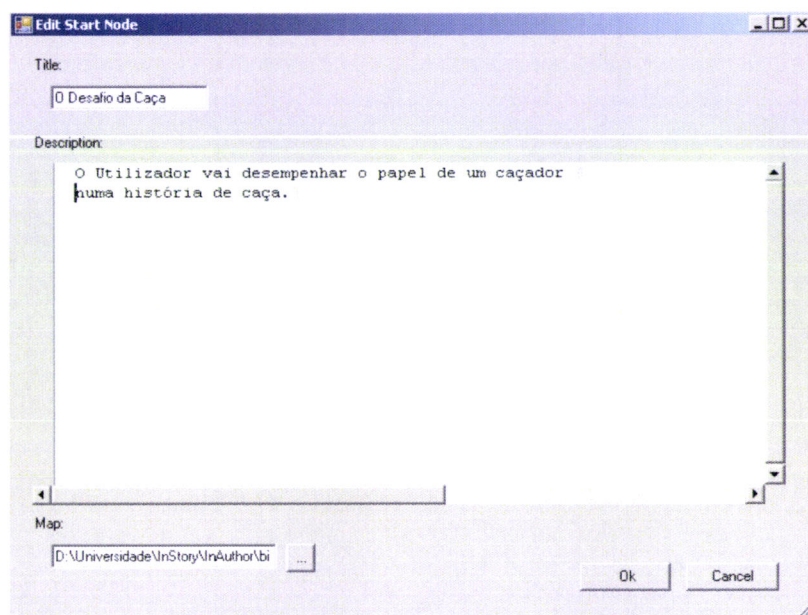 Edit Start Node
Title:
O Desafio da Caça
Description:
O Utilizador vai desempenhar o papel de um caçador
numa história de caça.
Map:
D:\Universidade\InStory\InAuthor\bi
...
Ok
Cancel